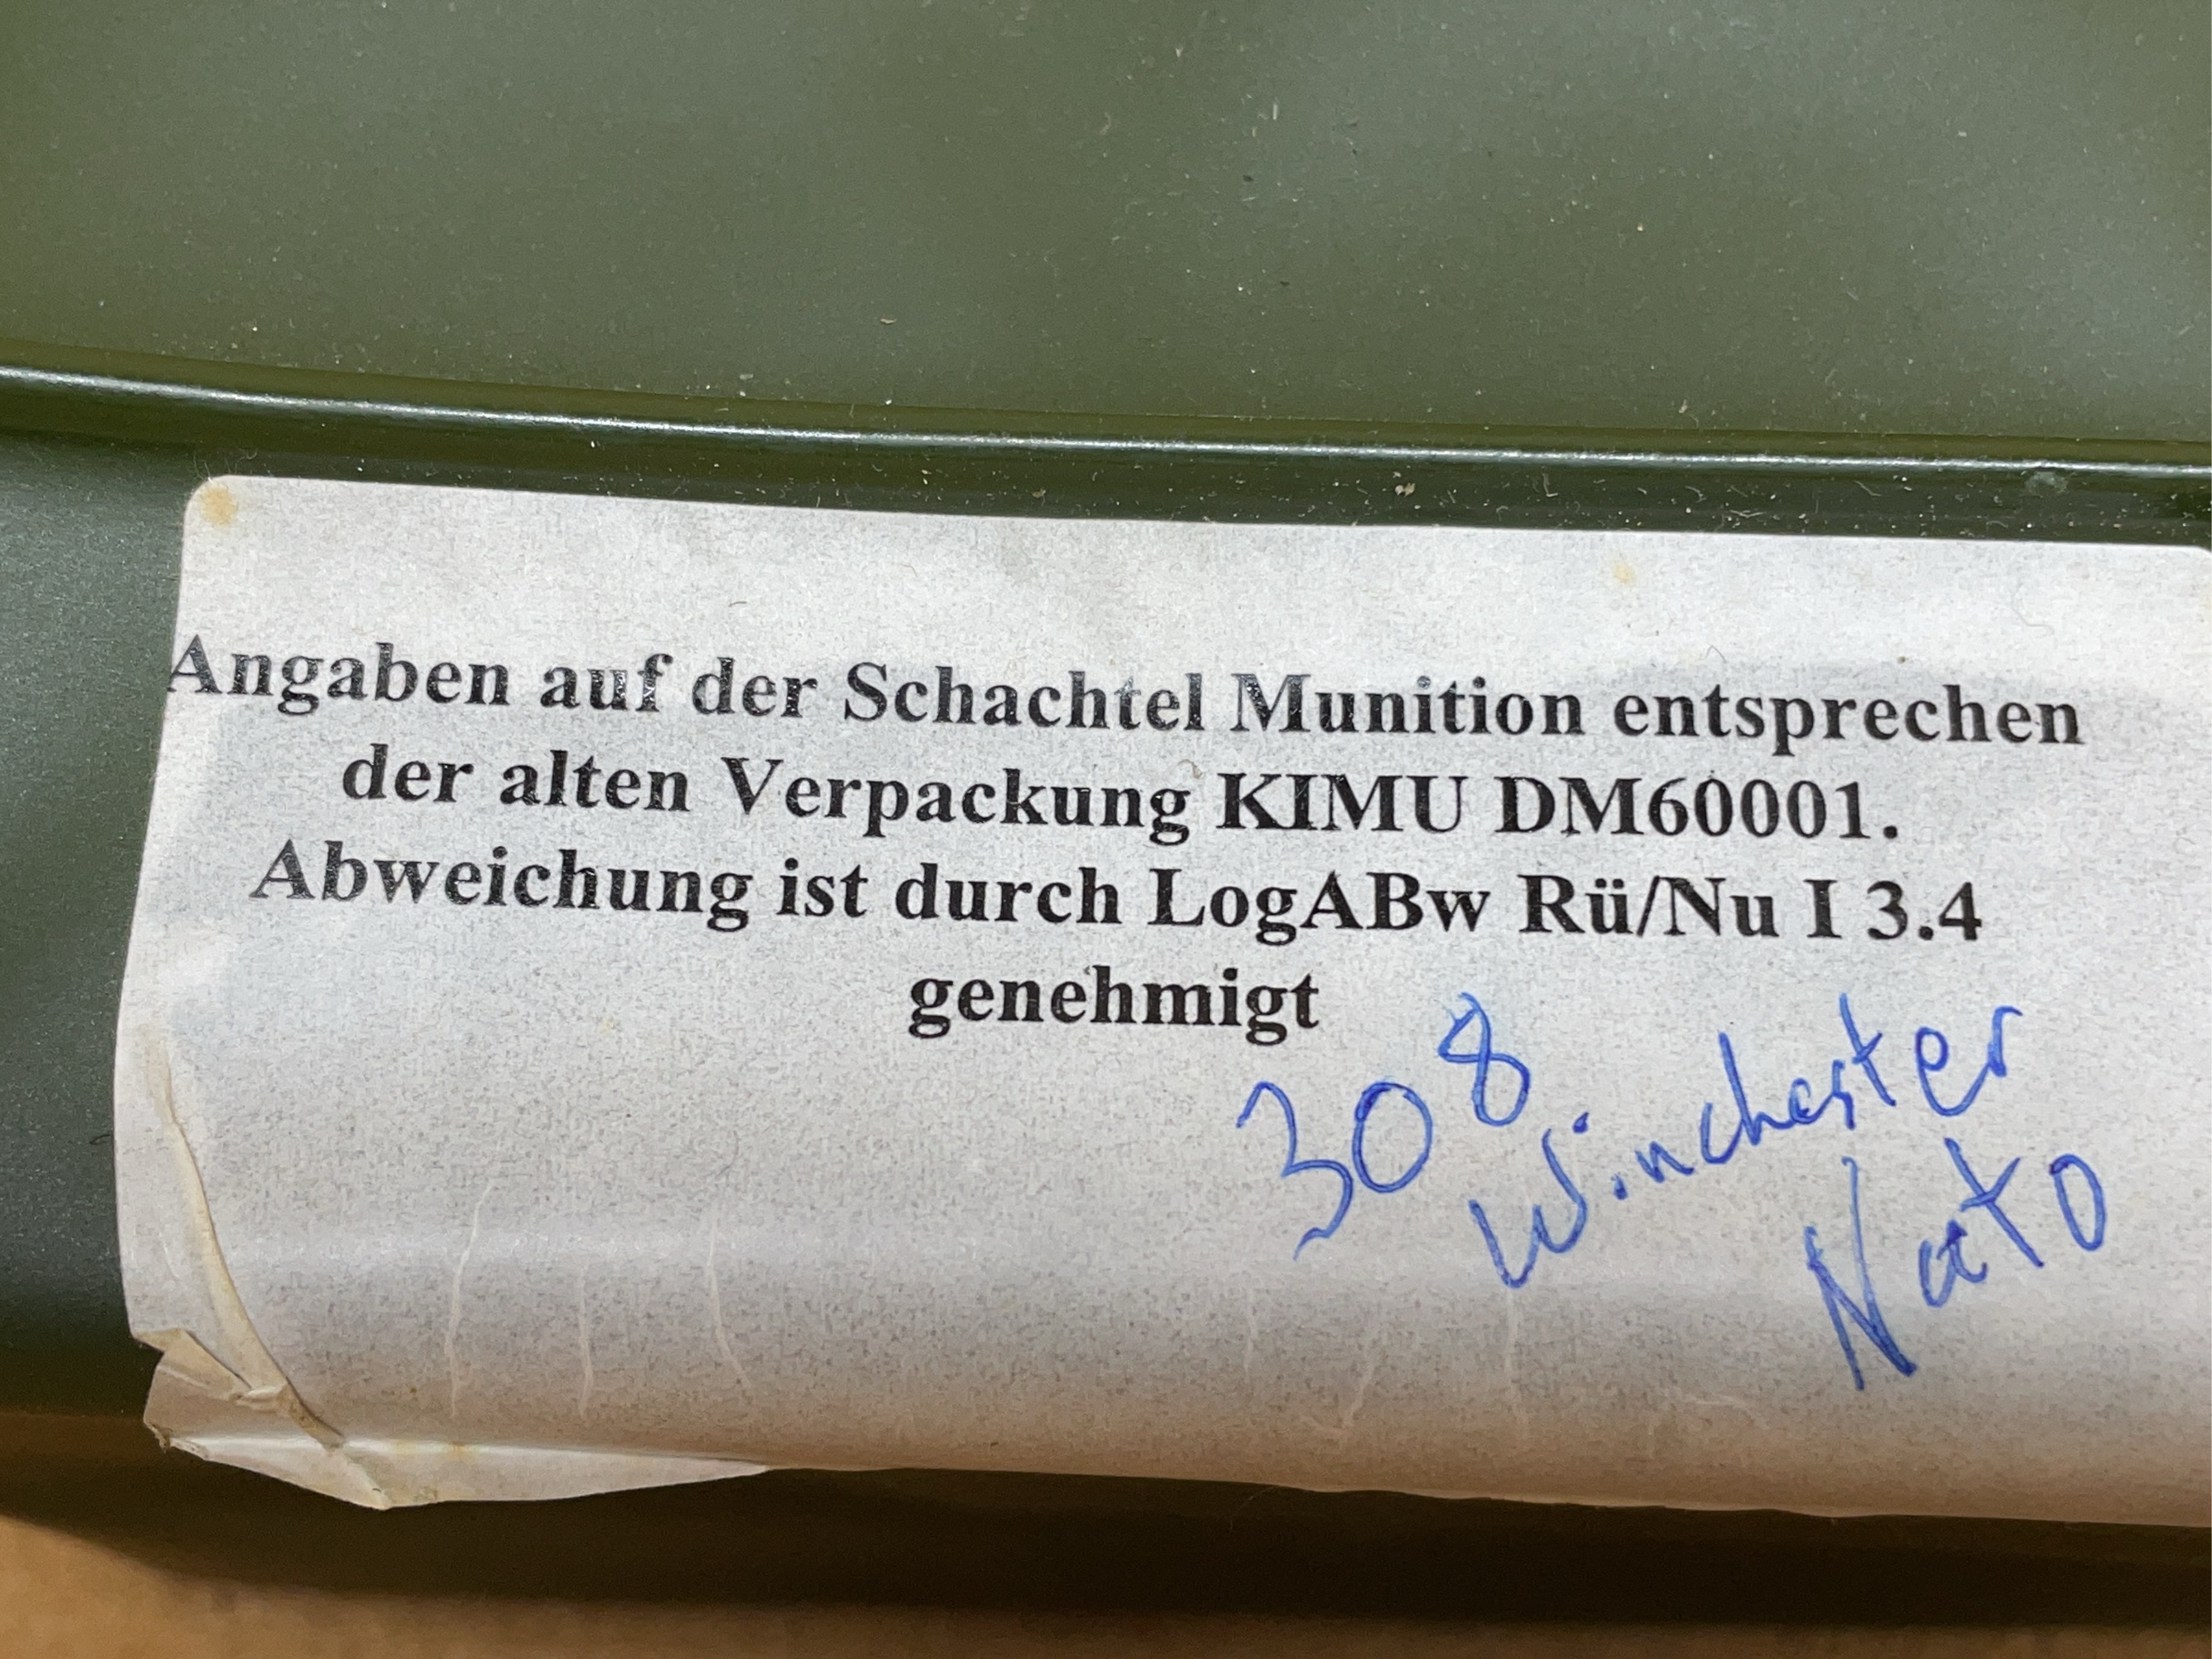 Angaben auf der Schachtel Munition entsprechen
der alten Verpackung KIMU DM60001.
Abweichung ist durch LogABw Rü/Nu I 3.4
genehmigt
308
Winchester
Nato